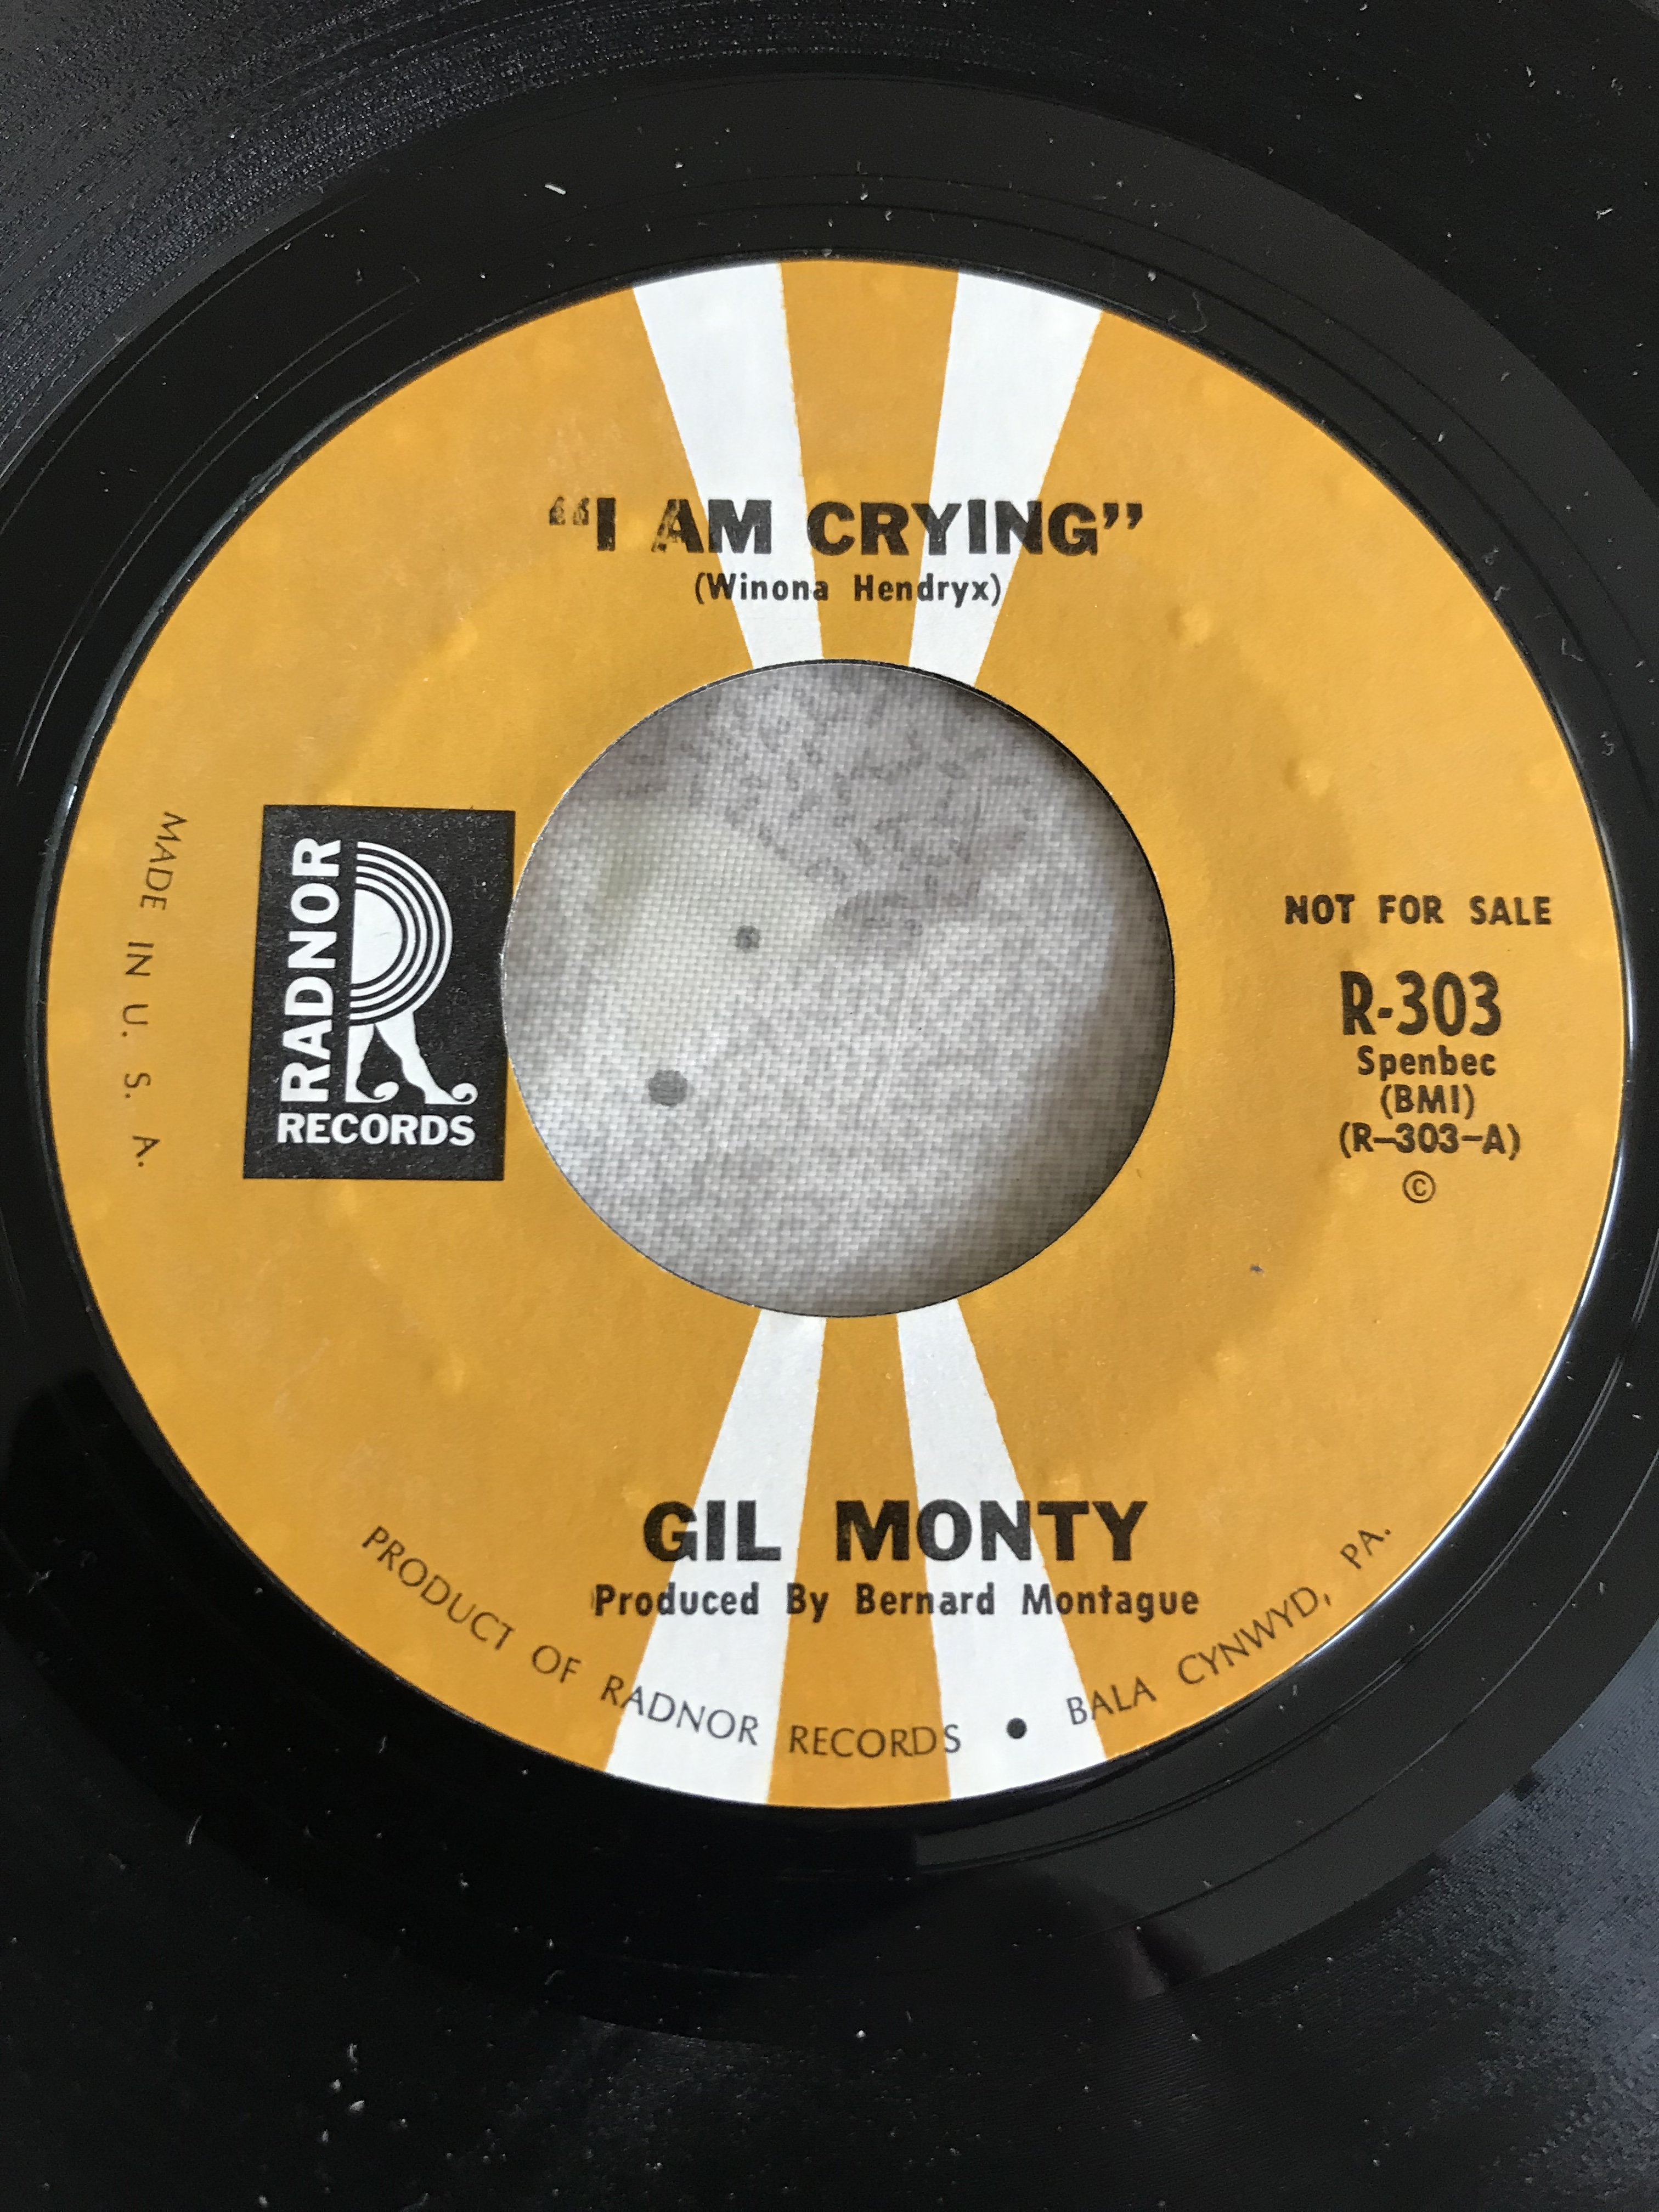 “I AM CRYING”
(Winona Hendryx)
MADE IN U. S. A.
RADNOR
RECORDS
NOT FOR SALE
R-303
Spenbec
(BMI)
(R-303-A)
©
GIL MONTY
Produced By Bernard Montague
PRODUCT OF RADNOR RECORDS • BALA CYNWYD, PA.